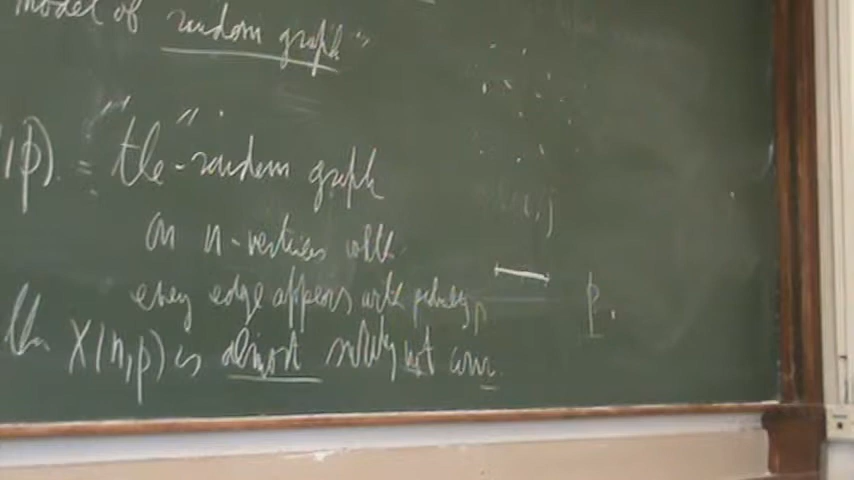 model of random graph"
,p). = "the"-random graph
on n-vertices with
every edge appears with probability p
p.
the X(n,p) is almost surely not conn.